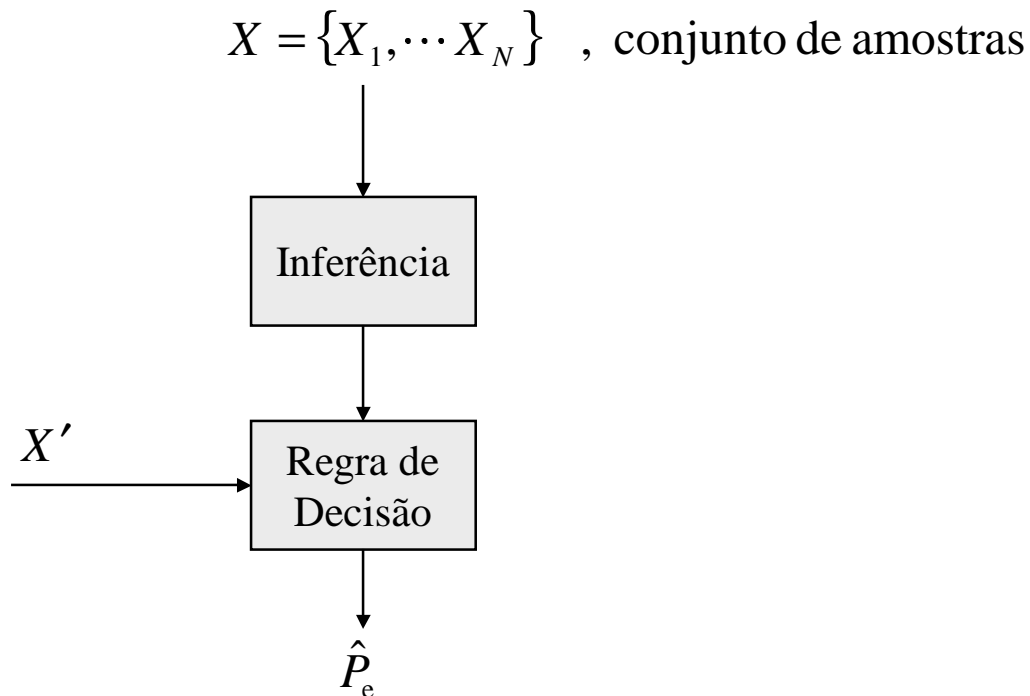 X = {X₁,⋯ X_N} , conjunto de amostras
Inferência
X′
Regra de
Decisão
P̂ₑ